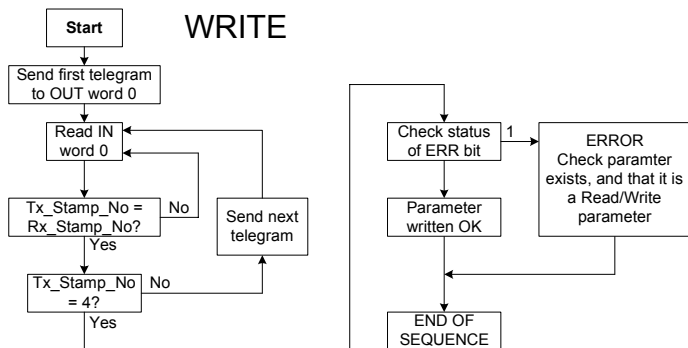 WRITE
Start
Send first telegram
to OUT word 0
Read IN
word 0
Tx_Stamp_No =
Rx_Stamp_No?
No
Yes
Send next
telegram
Tx_Stamp_No
= 4?
No
Yes
Check status
of ERR bit
1
ERROR
Check paramter
exists, and that it is
a Read/Write
parameter
Parameter
written OK
END OF
SEQUENCE